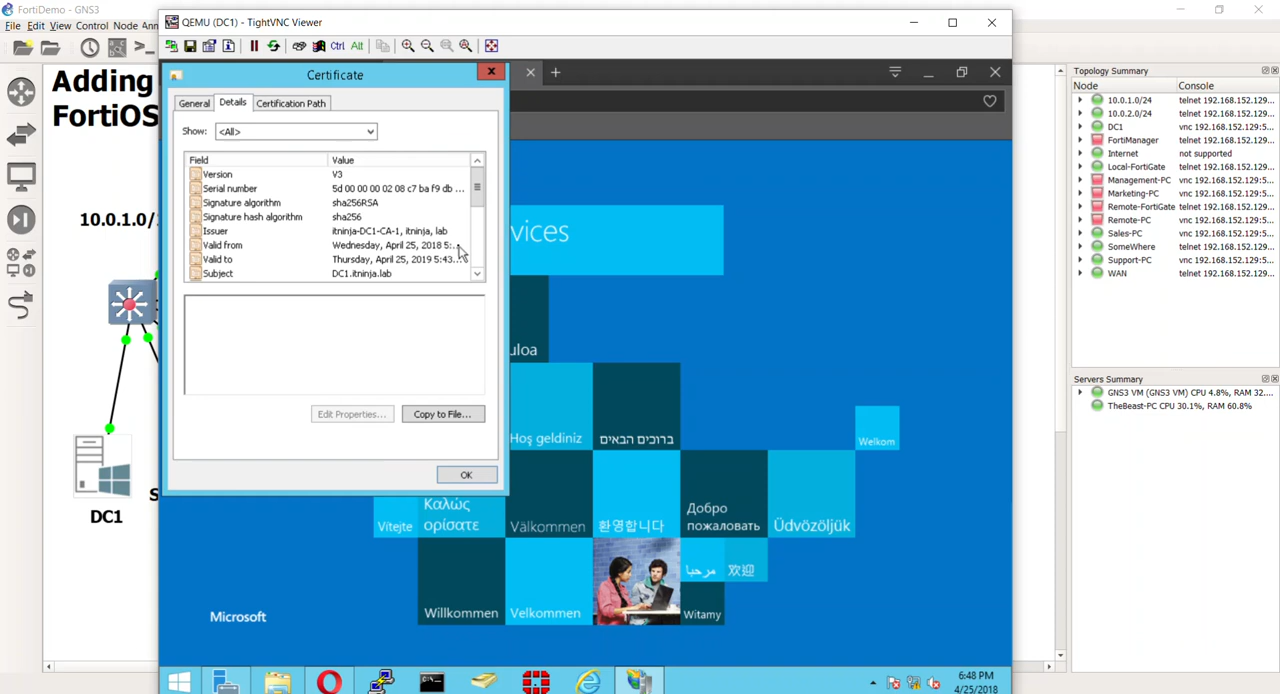 FortiDemo - GNS3
File Edit View Control Node Ann
Adding
FortiOS
10.0.1.0/
DC1
S
QEMU (DC1) - TightVNC Viewer
Ctrl Alt
Certificate
General Details Certification Path
Show: <All>
Field Value
Version V3
Serial number 5d 00 00 00 02 08 c7 ba f9 db ...
Signature algorithm sha256RSA
Signature hash algorithm sha256
Issuer itninja-DC1-CA-1, itninja, lab
Valid from Wednesday, April 25, 2018 5:...
Valid to Thursday, April 25, 2019 5:43...
Subject DC1.itninja.lab
Edit Properties... Copy to File...
OK
vices
uloa
Hoş geldiniz
ברוכים הבאים
Welkom
Vítejte
Καλώς
ορίσατε
Välkommen
환영합니다
Добро
пожаловать
Üdvözöljük
مرحبا
欢迎
Willkommen
Velkommen
Witamy
Microsoft
6:48 PM
4/25/2018
Topology Summary
Node Console
10.0.1.0/24 telnet 192.168.152.129...
10.0.2.0/24 telnet 192.168.152.129...
DC1 vnc 192.168.152.129:5...
FortiManager telnet 192.168.152.129...
Internet not supported
Local-FortiGate telnet 192.168.152.129...
Management-PC vnc 192.168.152.129:5...
Marketing-PC vnc 192.168.152.129:5...
Remote-FortiGate telnet 192.168.152.129...
Remote-PC vnc 192.168.152.129:5...
Sales-PC vnc 192.168.152.129:5...
SomeWhere telnet 192.168.152.129...
Support-PC vnc 192.168.152.129:5...
WAN telnet 192.168.152.129...
Servers Summary
GNS3 VM (GNS3 VM) CPU 4.8%, RAM 32....
TheBeast-PC CPU 30.1%, RAM 60.8%